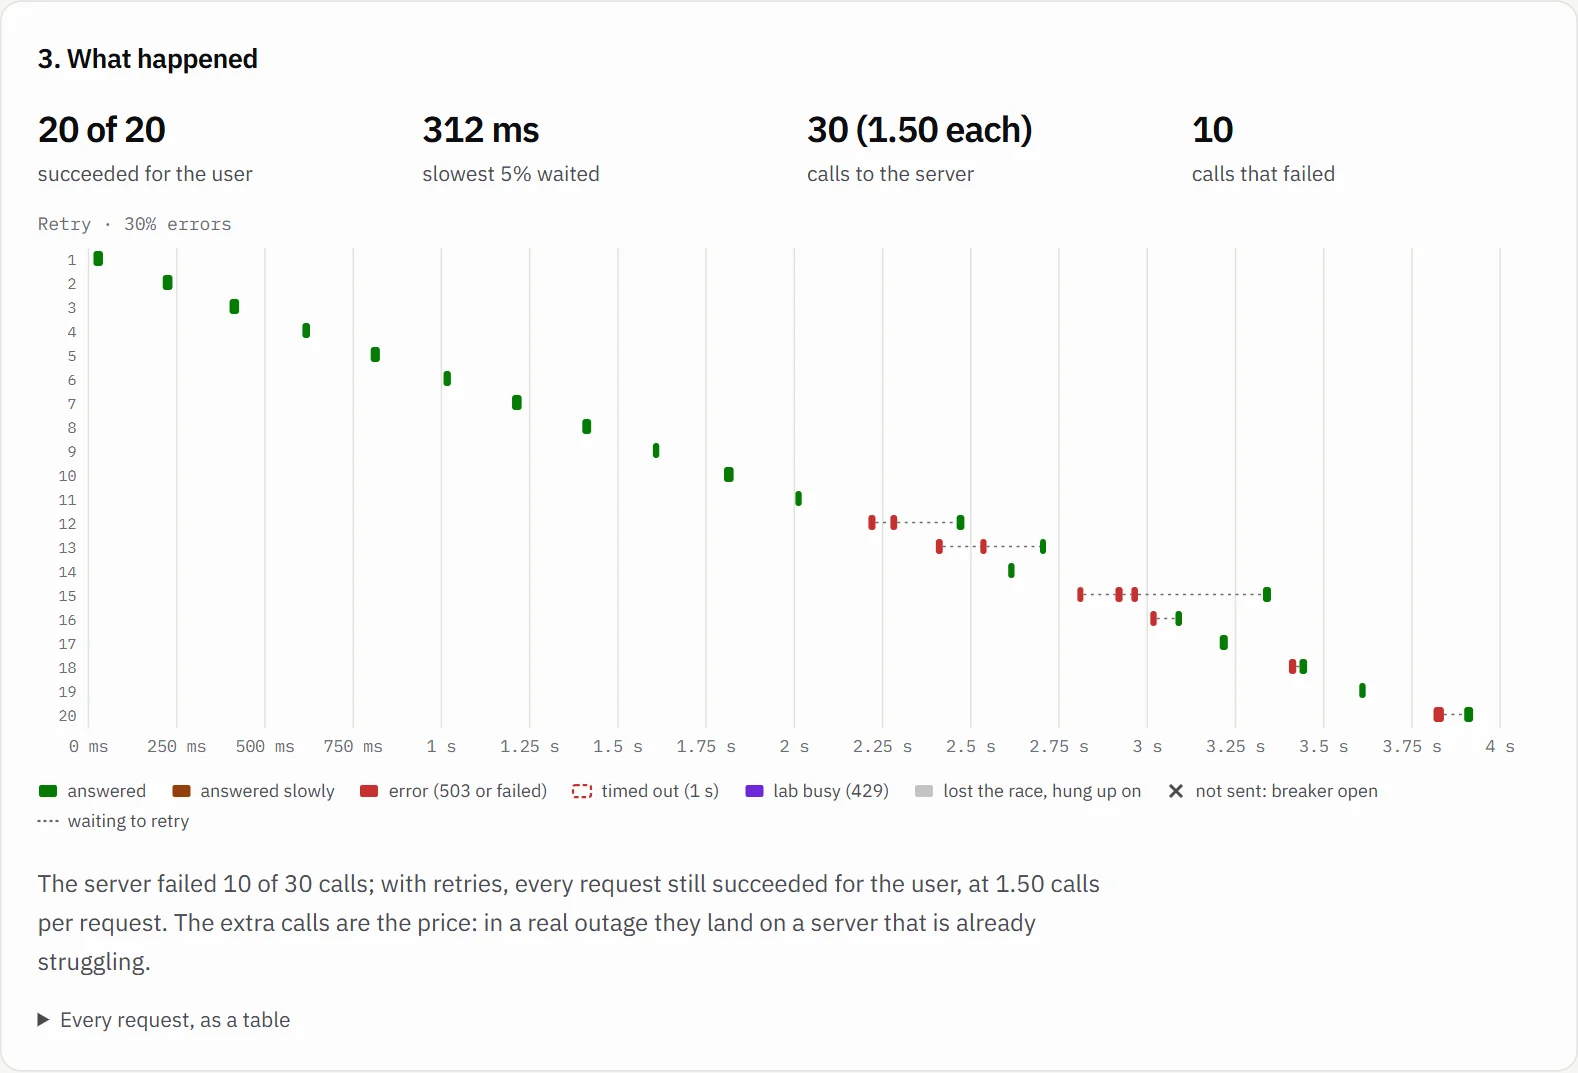 3. What happened
20 of 20
succeeded for the user
312 ms
slowest 5% waited
30 (1.50 each)
calls to the server
10
calls that failed
Retry · 30% errors
1
2
3
4
5
6
7
8
9
10
11
12
13
14
15
16
17
18
19
20
0 ms 250 ms 500 ms 750 ms 1 s 1.25 s 1.5 s 1.75 s 2 s 2.25 s 2.5 s 2.75 s 3 s 3.25 s 3.5 s 3.75 s 4 s
answered answered slowly error (503 or failed) timed out (1 s) lab busy (429) lost the race, hung up on not sent: breaker open
waiting to retry
The server failed 10 of 30 calls; with retries, every request still succeeded for the user, at 1.50 calls
per request. The extra calls are the price: in a real outage they land on a server that is already
struggling.
Every request, as a table